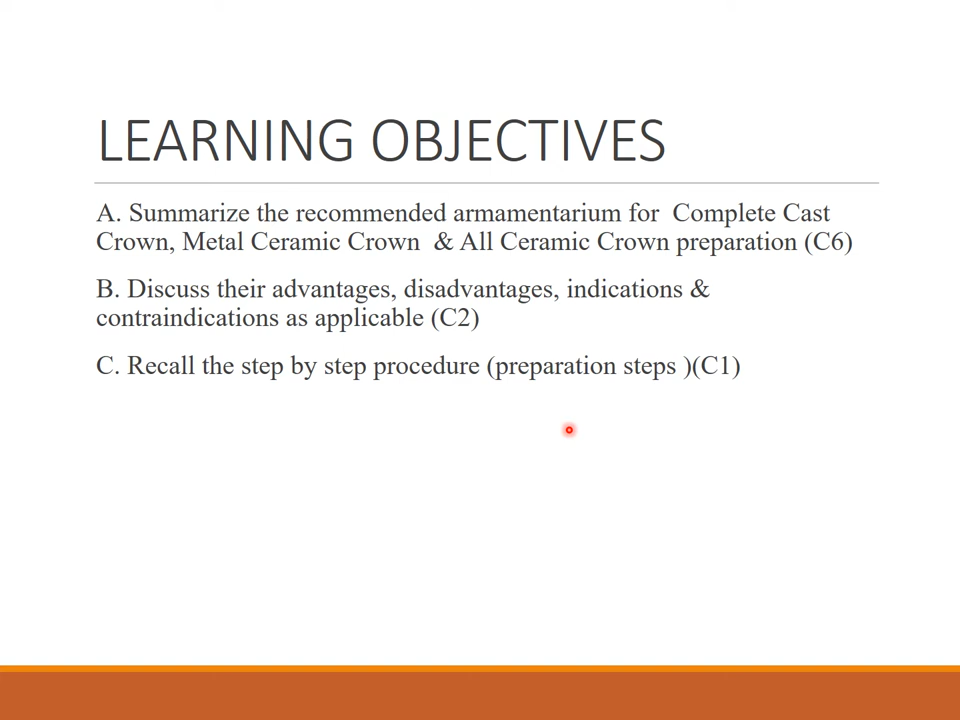 LEARNING OBJECTIVES
A. Summarize the recommended armamentarium for  Complete Cast
Crown, Metal Ceramic Crown  & All Ceramic Crown preparation (C6)
B. Discuss their advantages, disadvantages, indications &
contraindications as applicable (C2)
C. Recall the step by step procedure (preparation steps )(C1)